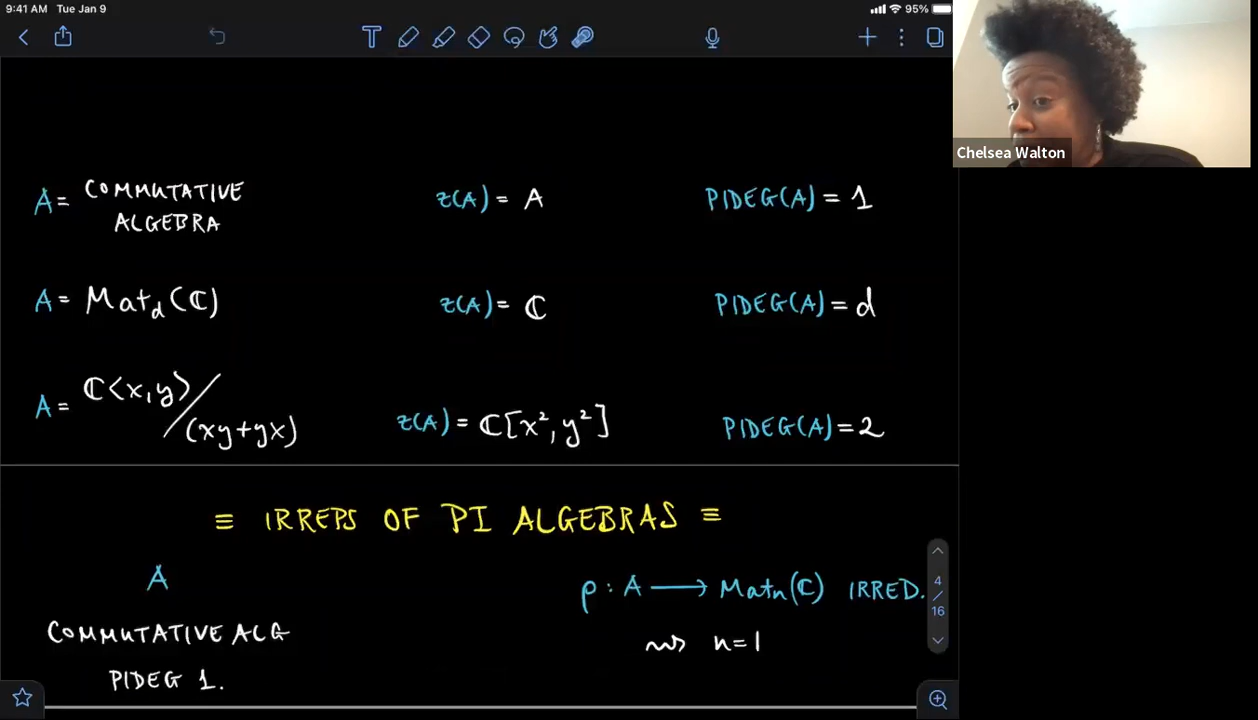 9:41 AM Tue Jan 9
95%
Chelsea Walton
A = COMMUTATIVE ALGEBRA
Z(A) = A
PIDEG(A) = 1
A = Mat_d(ℂ)
Z(A) = ℂ
PIDEG(A) = d
A = ℂ<x,y>/(xy+yx)
Z(A) = ℂ[x², y²]
PIDEG(A) = 2
≡ IRREPS OF PI ALGEBRAS ≡
A
ρ : A ⟶ Mat_n(ℂ) IRRED.
COMMUTATIVE ALG
⇝ n=1
PIDEG 1.
4 / 16